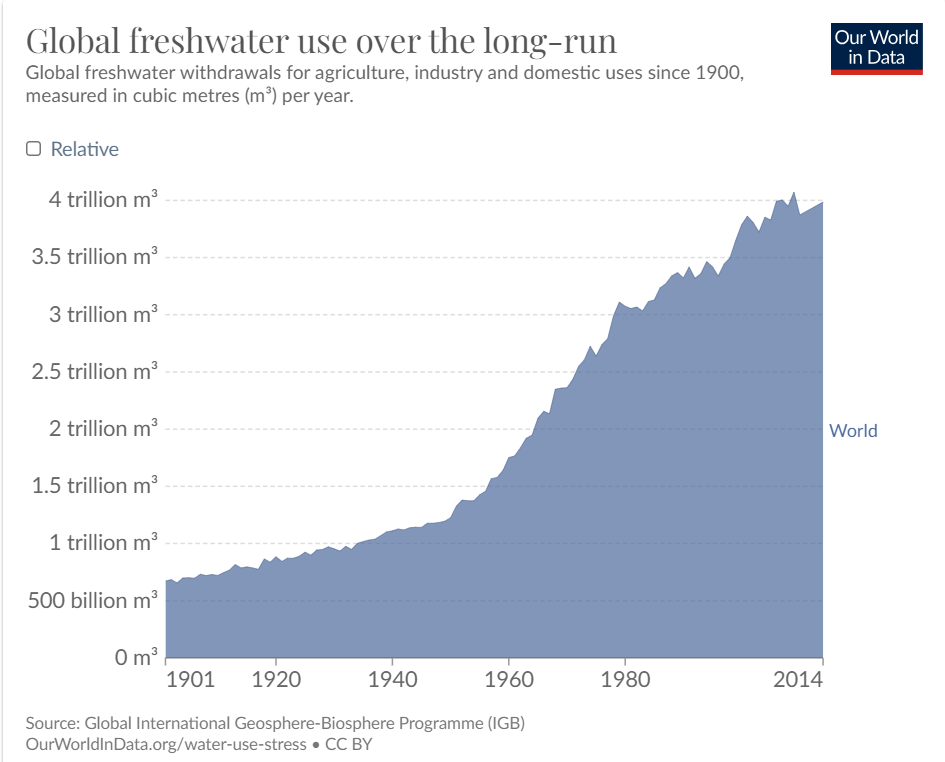 Global freshwater use over the long-run
Our World
in Data
Global freshwater withdrawals for agriculture, industry and domestic uses since 1900,
measured in cubic metres (m³) per year.
Relative
4 trillion m³
3.5 trillion m³
3 trillion m³
2.5 trillion m³
2 trillion m³
World
1.5 trillion m³
1 trillion m³
500 billion m³
0 m³
1901 1920 1940 1960 1980 2014
Source: Global International Geosphere-Biosphere Programme (IGB)
OurWorldInData.org/water-use-stress • CC BY